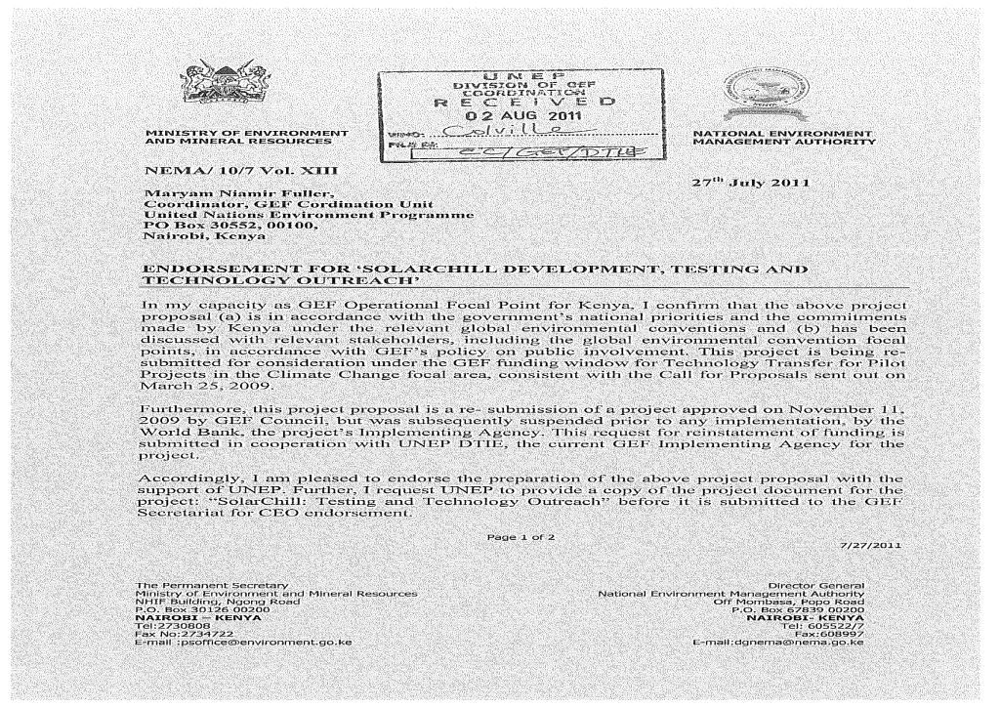 UNEP
DIVISION OF GEF
COORDINATION
RECEIVED
02 AUG 2011
Colville
CC/GEF/DTIE
MINISTRY OF ENVIRONMENT
AND MINERAL RESOURCES
KENYA
NATIONAL ENVIRONMENT
MANAGEMENT AUTHORITY
NEMA/ 10/7 Vol. XIII
27th July 2011
Maryam Niamir Fuller,
Coordinator, GEF Cordination Unit
United Nations Environment Programme
PO Box 30552, 00100,
Nairobi, Kenya
ENDORSEMENT FOR ‘SOLARCHILL DEVELOPMENT, TESTING AND
TECHNOLOGY OUTREACH’
In my capacity as GEF Operational Focal Point for Kenya, I confirm that the above project
proposal (a) is in accordance with the government’s national priorities and the commitments
made by Kenya under the relevant global environmental conventions and (b) has been
discussed with relevant stakeholders, including the global environmental convention focal
points, in accordance with GEF’s policy on public involvement. This project is being re-
submitted for consideration under the GEF funding window for Technology Transfer for Pilot
Projects in the Climate Change focal area, consistent with the Call for Proposals sent out on
March 25, 2009.
Furthermore, this project proposal is a re- submission of a project approved on November 11,
2009 by GEF Council, but was subsequently suspended prior to any implementation, by the
World Bank, the project’s Implementing Agency. This request for reinstatement of funding is
submitted in cooperation with UNEP DTIE, the current GEF Implementing Agency for the
project.
Accordingly, I am pleased to endorse the preparation of the above project proposal with the
support of UNEP. Further, I request UNEP to provide a copy of the project document for the
project: “SolarChill: Testing and Technology Outreach” before it is submitted to the GEF
Secretariat for CEO endorsement.
Page 1 of 2
7/27/2011
The Permanent Secretary
Ministry of Environment and Mineral Resources
NHIF Building, Ngong Road
P.O. Box 30126 00200
NAIROBI – KENYA
Tel:2730808
Fax No:2734722
E-mail :psoffice@environment.go.ke
Director General
National Environment Management Authority
Off Mombasa, Popo Road
P.O. Box 67839 00200
NAIROBI- KENYA
Tel: 605522/7
Fax:608997
E-mail:dgnema@nema.go.ke